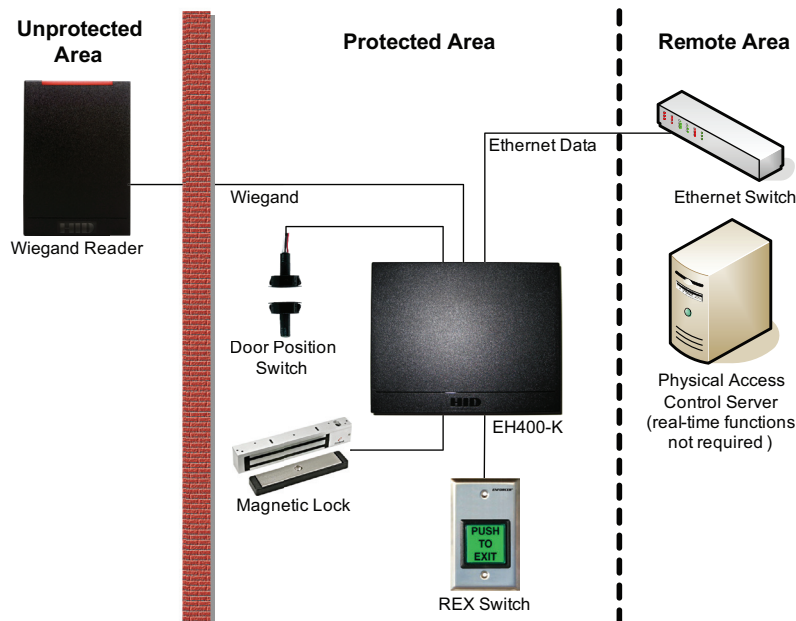 Unprotected
Area
Protected Area
Remote Area
Ethernet Data
Ethernet Switch
Wiegand
Wiegand Reader
Door Position
Switch
HID
EH400-K
Physical Access
Control Server
(real-time functions
not required )
Magnetic Lock
PUSH
TO
EXIT
REX Switch